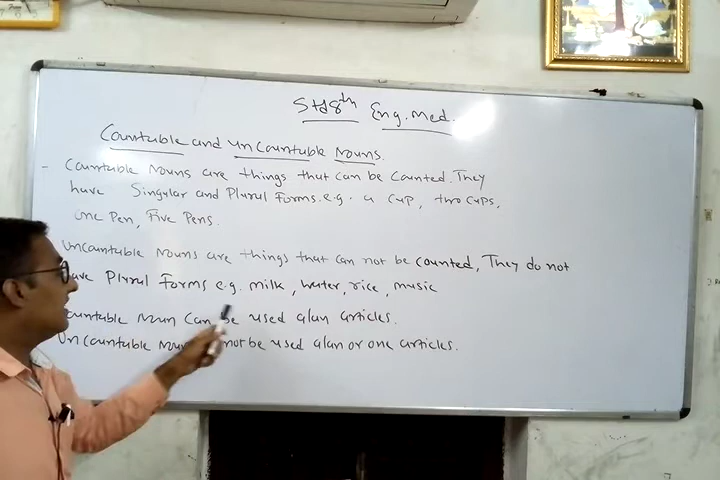 Std 8th Eng. Med.
Countable and uncountable Nouns.
- Countable Nouns are things that can be counted. They
have Singular and Plural Forms. e.g. a cup, two cups,
one Pen, Five Pens.
Uncountable Nouns are things that can not be counted, They do not
have Plural Forms e.g. milk, water, rice, music
Countable Noun Can be used a/an articles.
Uncountable Noun not be used a/an or one articles.